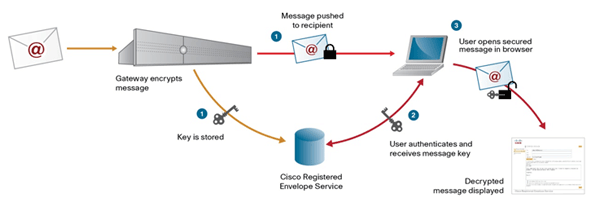 1
Message pushed
to recipient
3
User opens secured
message in browser
@
@
@
Gateway encrypts
message
1
Key is stored
2
User authenticates and
receives message key
Cisco Registered
Envelope Service
Decrypted
message displayed